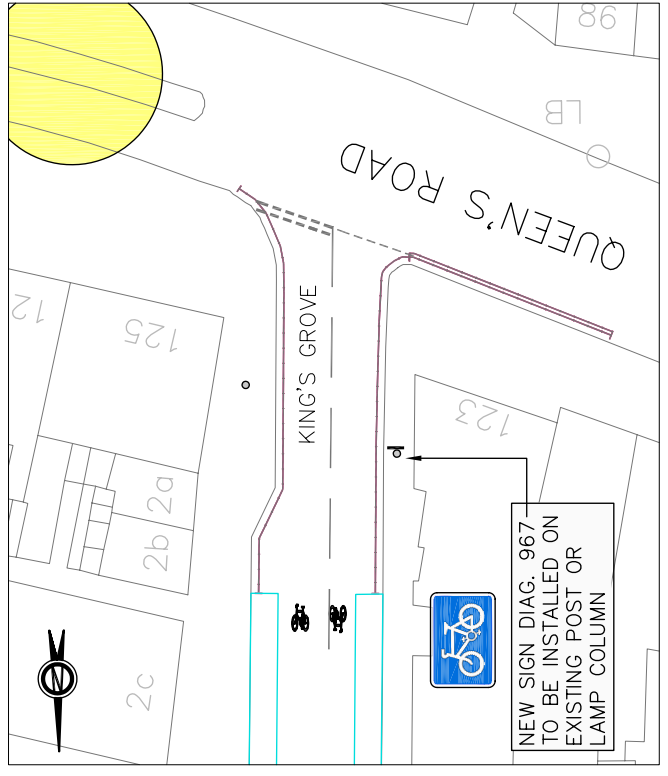 98
LB
QUEEN'S ROAD
KING'S GROVE
12
125
123
2a
2b
2c
N
NEW SIGN DIAG. 967
TO BE INSTALLED ON
EXISTING POST OR
LAMP COLUMN